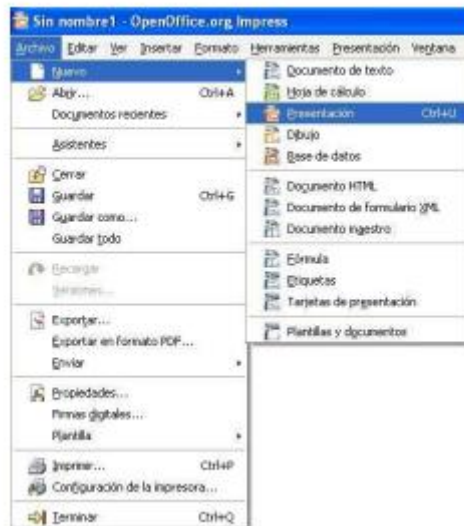 Sin nombre1 - OpenOffice.org Impress
Archivo Editar Ver Insertar Formato Herramientas Presentación Ventana
Nuevo
Abrir... Ctrl+A
Documentos recientes
Asistentes
Cerrar
Guardar Ctrl+G
Guardar como...
Guardar todo
Recargar
Versiones...
Exportar...
Exportar en formato PDF...
Enviar
Propiedades...
Firmas digitales...
Plantilla
Imprimir... Ctrl+P
Configuración de la impresora...
Terminar Ctrl+Q
Documento de texto
Hoja de cálculo
Presentación Ctrl+U
Dibujo
Base de datos
Documento HTML
Documento de formulario XML
Documento maestro
Fórmula
Etiquetas
Tarjetas de presentación
Plantillas y documentos